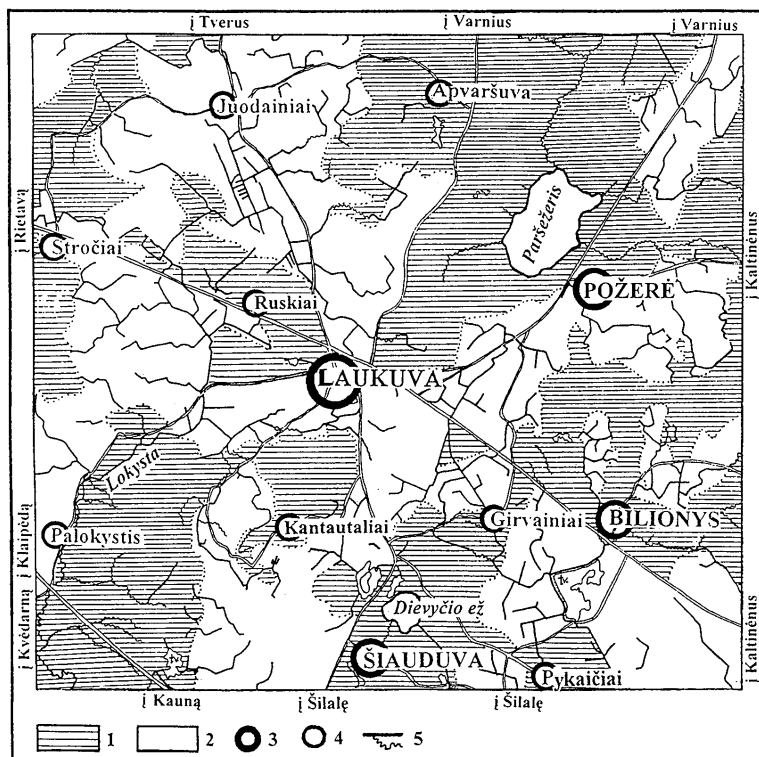 į Tverus
į Varnius
į Varnius
Juodainiai
Apvaršuva
į Rietavą
Paršežeris
į Kaltinėnus
Stročiai
POŽERĖ
Ruskiai
LAUKUVA
Lokysta
Kantautaliai
Girvainiai
BILIONYS
Palokystis
į Klaipėdą
į Kvėdarną
Dievyčio ež
ŠIAUDUVA
Pykaičiai
į Kaltinėnus
į Kauną
į Šilalę
į Šilalę
1 2 3 4 5